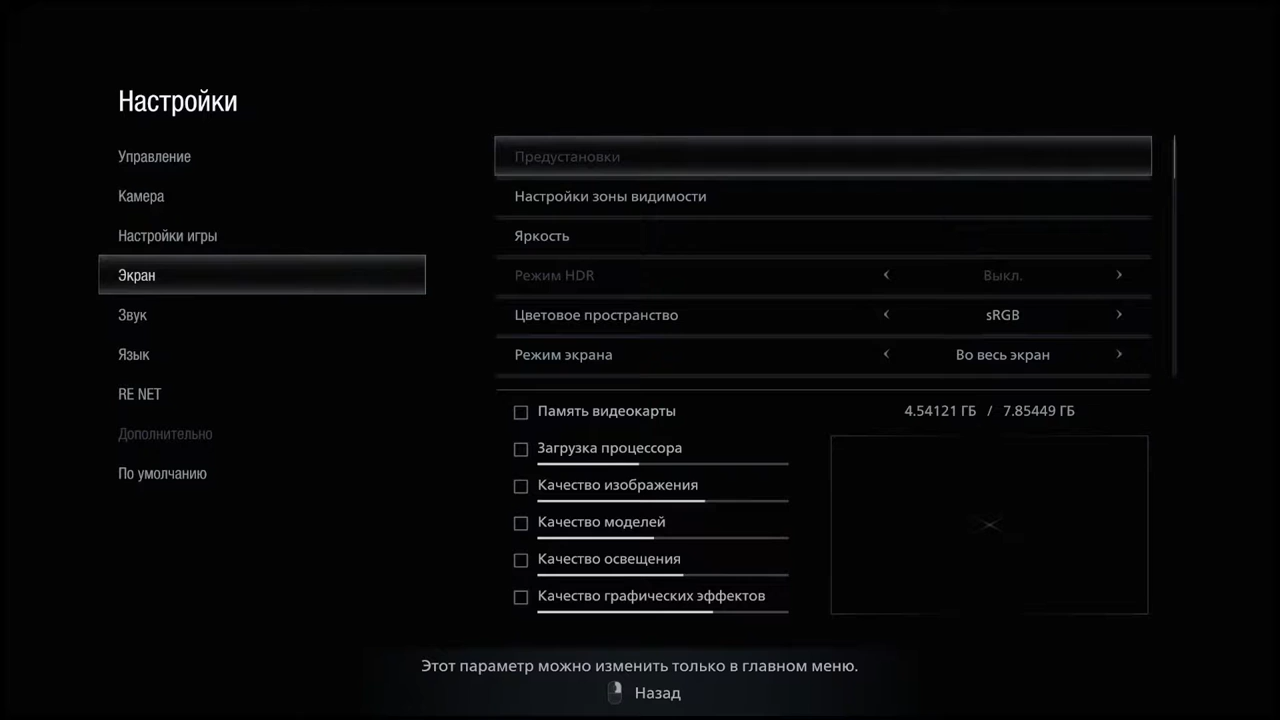 Настройки
Управление
Камера
Настройки игры
Экран
Звук
Язык
RE NET
Дополнительно
По умолчанию
Предустановки
Настройки зоны видимости
Яркость
Режим HDR Выкл.
Цветовое пространство sRGB
Режим экрана Во весь экран
Память видеокарты 4.54121 ГБ / 7.85449 ГБ
Загрузка процессора
Качество изображения
Качество моделей
Качество освещения
Качество графических эффектов
Этот параметр можно изменить только в главном меню.
Назад